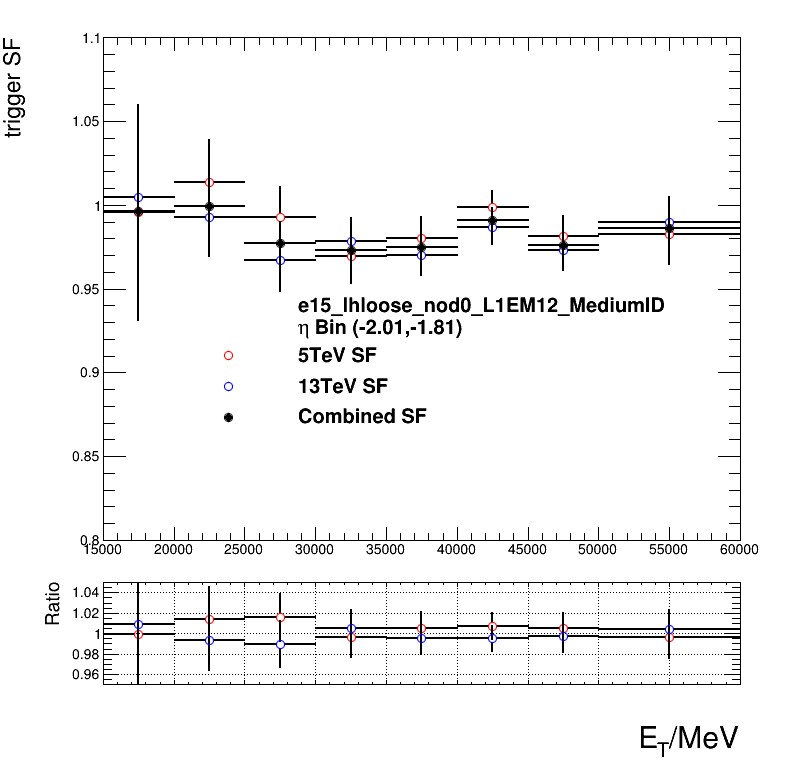 trigger SF
1.1
1.05
1
0.95
0.9
0.85
0.8
e15_lhloose_nod0_L1EM12_MediumID
η Bin (-2.01,-1.81)
5TeV SF
13TeV SF
Combined SF
15000 20000 25000 30000 35000 40000 45000 50000 55000 60000
Ratio
1.04
1.02
1
0.98
0.96
E_T/MeV